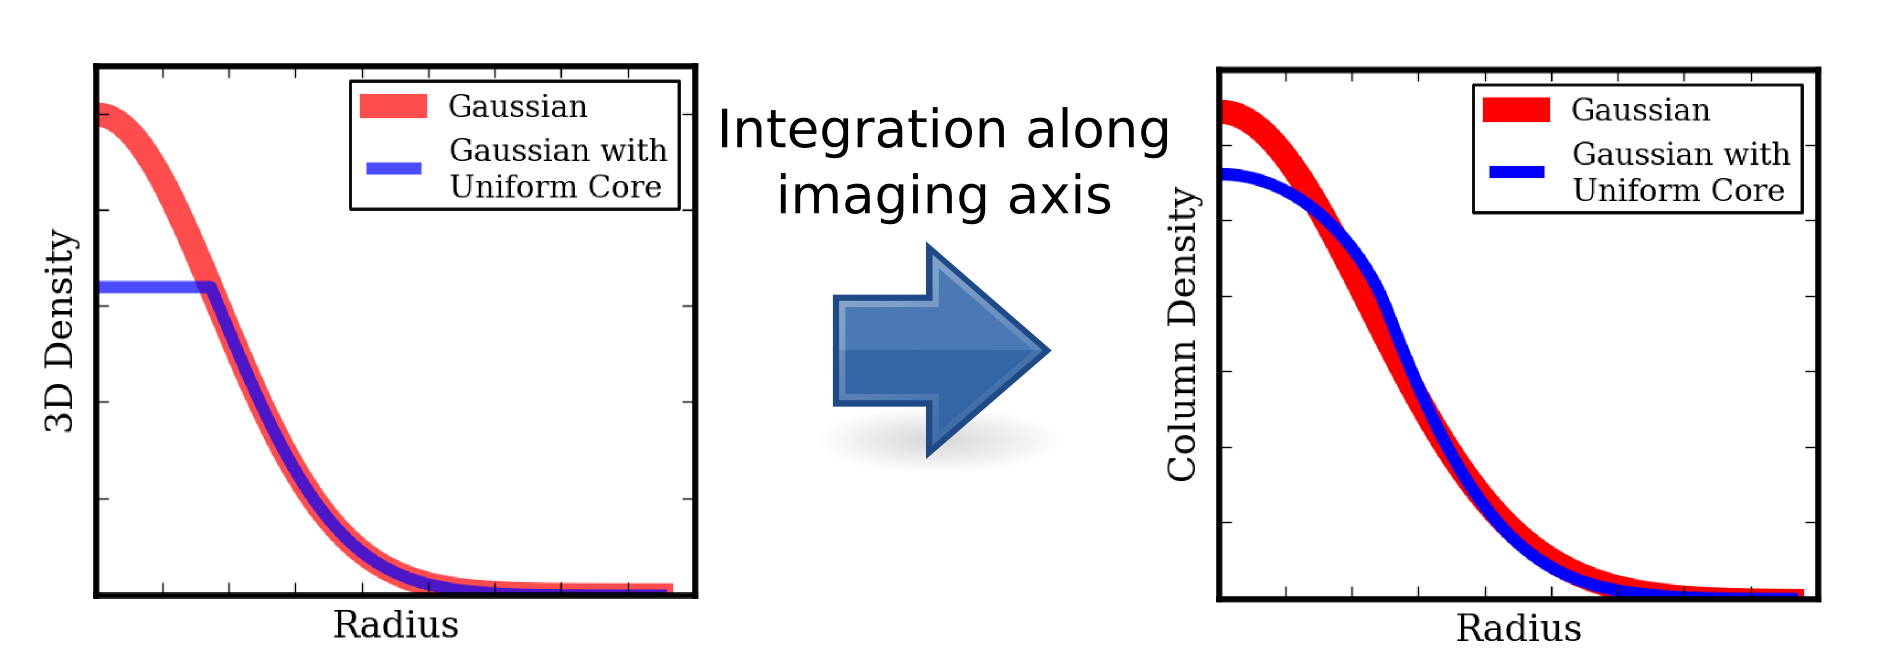 3D Density
Gaussian
Gaussian with
Uniform Core
Radius
Integration along
imaging axis
Column Density
Gaussian
Gaussian with
Uniform Core
Radius